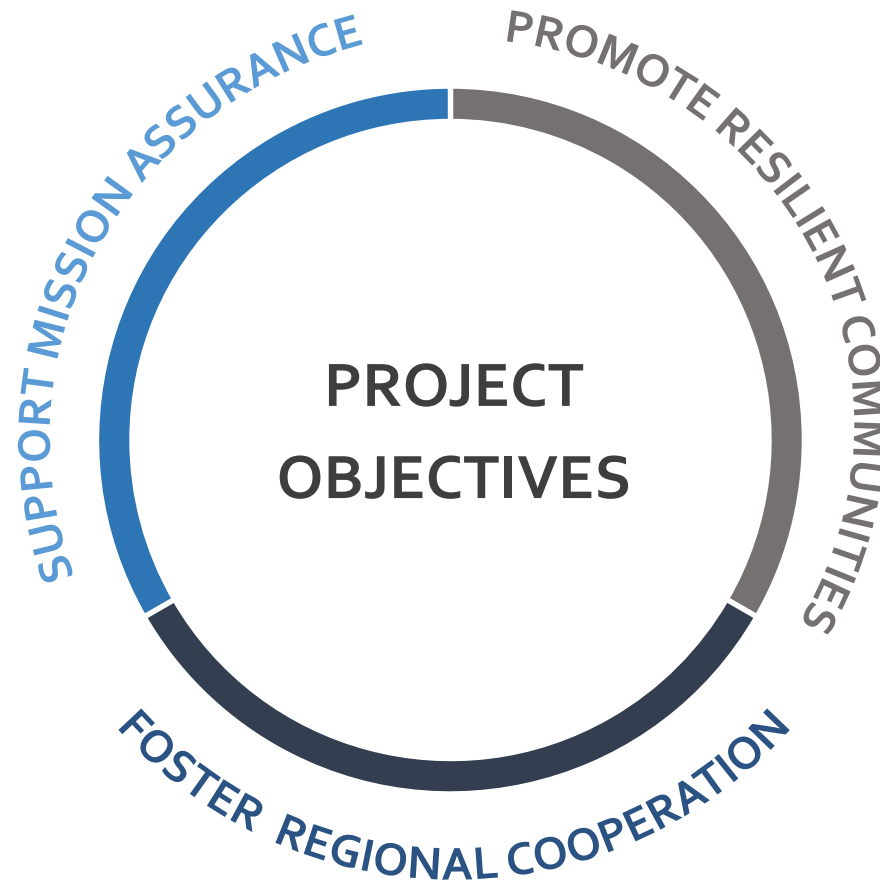 SUPPORT MISSION ASSURANCE
PROMOTE RESILIENT COMMUNITIES
PROJECT
OBJECTIVES
FOSTER REGIONAL COOPERATION